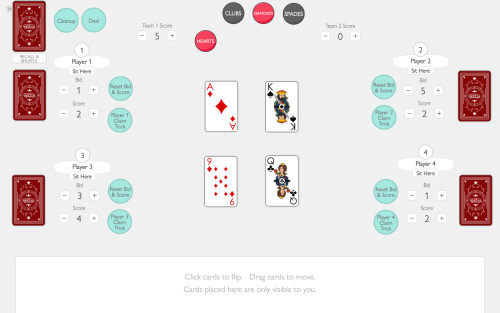 CLUBS
DIAMONDS
SPADES
HEARTS
Cleanup
Deal
Team 1 Score
− 5 +
Team 2 Score
− 0 +
RECALL &
SHUFFLE
1
Player 1
Sit Here
Bid
− 1 +
Score
− 2 +
Reset Bid
& Score
Player 1
Claim
Trick
A
A
K
K
2
Player 2
Sit Here
Bid
− 5 +
Score
− 2 +
Reset Bid
& Score
Player 2
Claim
Trick
3
Player 3
Sit Here
Bid
− 3 +
Score
− 4 +
Reset Bid
& Score
Player 3
Claim
Trick
9
9
Q
Q
4
Player 4
Sit Here
Bid
− 1 +
Score
− 2 +
Reset Bid
& Score
Player 4
Claim
Trick
Click cards to flip. Drag cards to move.
Cards placed here are only visible to you.